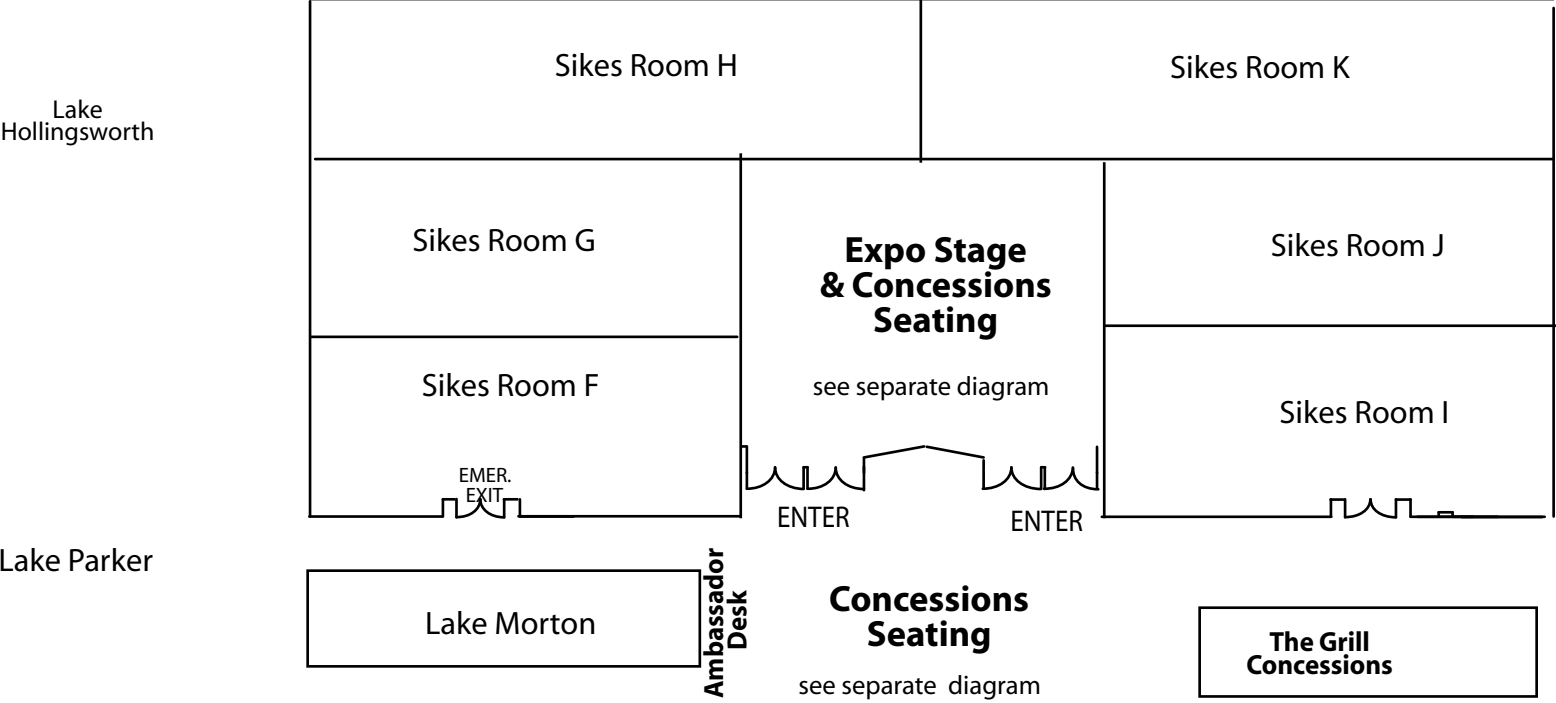 Sikes Room H
Sikes Room K
Lake
Hollingsworth
Sikes Room G
Expo Stage
& Concessions
Seating
see separate diagram
Sikes Room J
Sikes Room F
Sikes Room I
EMER.
EXIT
ENTER
ENTER
Lake Parker
Lake Morton
Ambassador
Desk
Concessions
Seating
see separate diagram
The Grill
Concessions